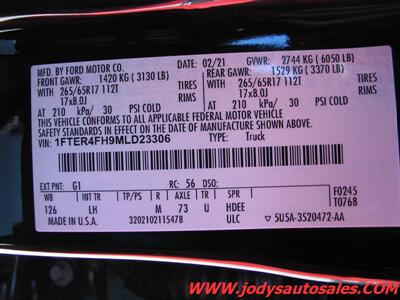 MFD. BY FORD MOTOR CO.
DATE: 02/21 GVWR: 2744 KG (6050 LB)
FRONT GAWR: 1420 KG (3130 LB) REAR GAWR: 1529 KG (3370 LB)
WITH 265/65R17 112T TIRES WITH 265/65R17 112T TIRES
17x8.0J RIMS 17x8.0J RIMS
AT 210 kPa/ 30 PSI COLD AT 210 kPa/ 30 PSI COLD
THIS VEHICLE CONFORMS TO ALL APPLICABLE FEDERAL MOTOR
VEHICLE SAFETY STANDARDS IN EFFECT ON THE DATE OF MANUFACTURE
SHOWN ABOVE.
VIN: 1FTER4FH9MLD23306 TYPE: Truck
EXT PNT: G1 RC: 56 DSO: F0245
WB INT TR TP/PS R AXLE TR SPR T0768
126 LH M 73 U HDEE
MADE IN U.S.A. 3202102115478 ULC 5U5A-3520472-AA
www.jodysautosales.com